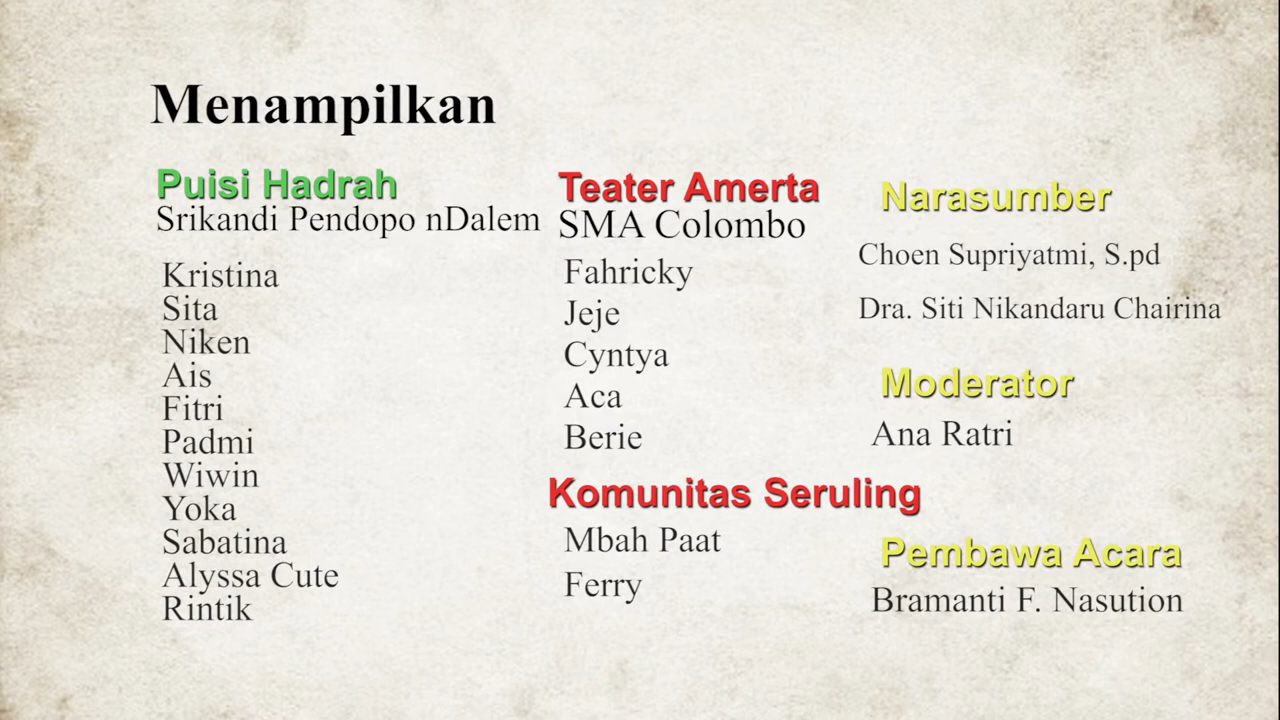 Menampilkan
Puisi Hadrah
Srikandi Pendopo nDalem
Kristina
Sita
Niken
Ais
Fitri
Padmi
Wiwin
Yoka
Sabatina
Alyssa Cute
Rintik
Teater Amerta
SMA Colombo
Fahricky
Jeje
Cyntya
Aca
Berie
Komunitas Seruling
Mbah Paat
Ferry
Narasumber
Choen Supriyatmi, S.pd
Dra. Siti Nikandaru Chairina
Moderator
Ana Ratri
Pembawa Acara
Bramanti F. Nasution